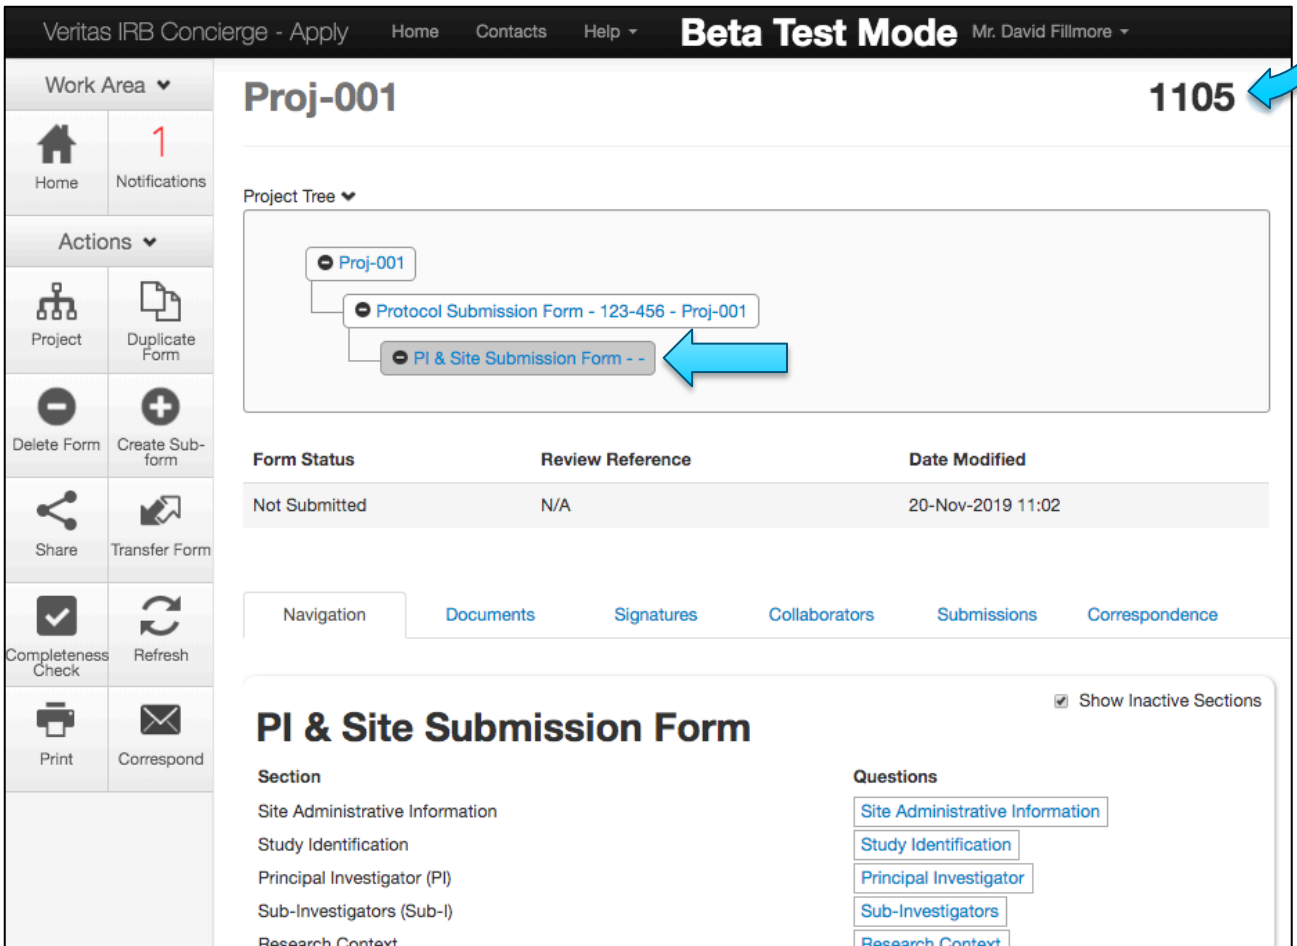 Veritas IRB Concierge - Apply Home Contacts Help Beta Test Mode Mr. David Fillmore
Work Area
Proj-001 1105
1
Home Notifications
Project Tree
Actions
Proj-001
Protocol Submission Form - 123-456 - Proj-001
PI & Site Submission Form - -
Project Duplicate Form
Delete Form Create Sub-form
Form Status Review Reference Date Modified
Not Submitted N/A 20-Nov-2019 11:02
Share Transfer Form
Navigation Documents Signatures Collaborators Submissions Correspondence
Completeness Check Refresh
Show Inactive Sections
PI & Site Submission Form
Print Correspond
Section Questions
Site Administrative Information Site Administrative Information
Study Identification Study Identification
Principal Investigator (PI) Principal Investigator
Sub-Investigators (Sub-I) Sub-Investigators
Research Context Research Context